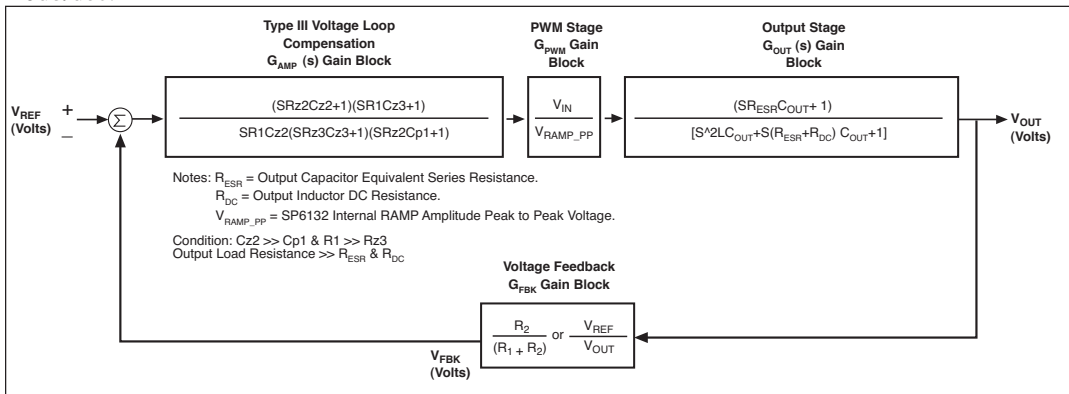 Type III Voltage Loop
Compensation
G_AMP (s) Gain Block
PWM Stage
G_PWM Gain
Block
Output Stage
G_OUT (s) Gain
Block
V_REF
(Volts)
+
–
Σ
(SRz2Cz2+1)(SR1Cz3+1)
SR1Cz2(SRz3Cz3+1)(SRz2Cp1+1)
V_IN
V_RAMP_PP
(SR_ESRC_OUT+ 1)
[S^2LC_OUT+S(R_ESR+R_DC) C_OUT+1]
V_OUT
(Volts)
Notes: R_ESR = Output Capacitor Equivalent Series Resistance.
R_DC = Output Inductor DC Resistance.
V_RAMP_PP = SP6132 Internal RAMP Amplitude Peak to Peak Voltage.
Condition: Cz2 >> Cp1 & R1 >> Rz3
Output Load Resistance >> R_ESR & R_DC
Voltage Feedback
G_FBK Gain Block
R_2
(R_1 + R_2)
or
V_REF
V_OUT
V_FBK
(Volts)